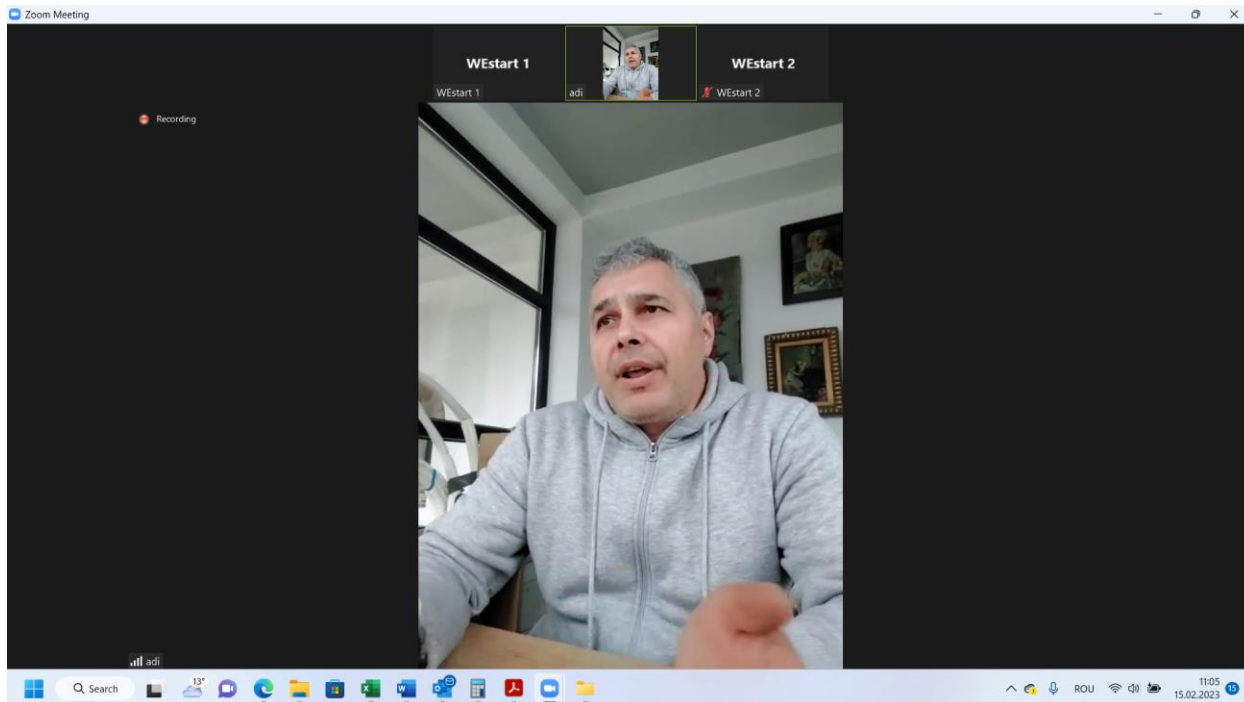 Zoom Meeting
WEstart 1
WEstart 2
WEstart 1
adi
WEstart 2
Recording
adi
Search
13°
ROU
11:05
15.02.2023
15